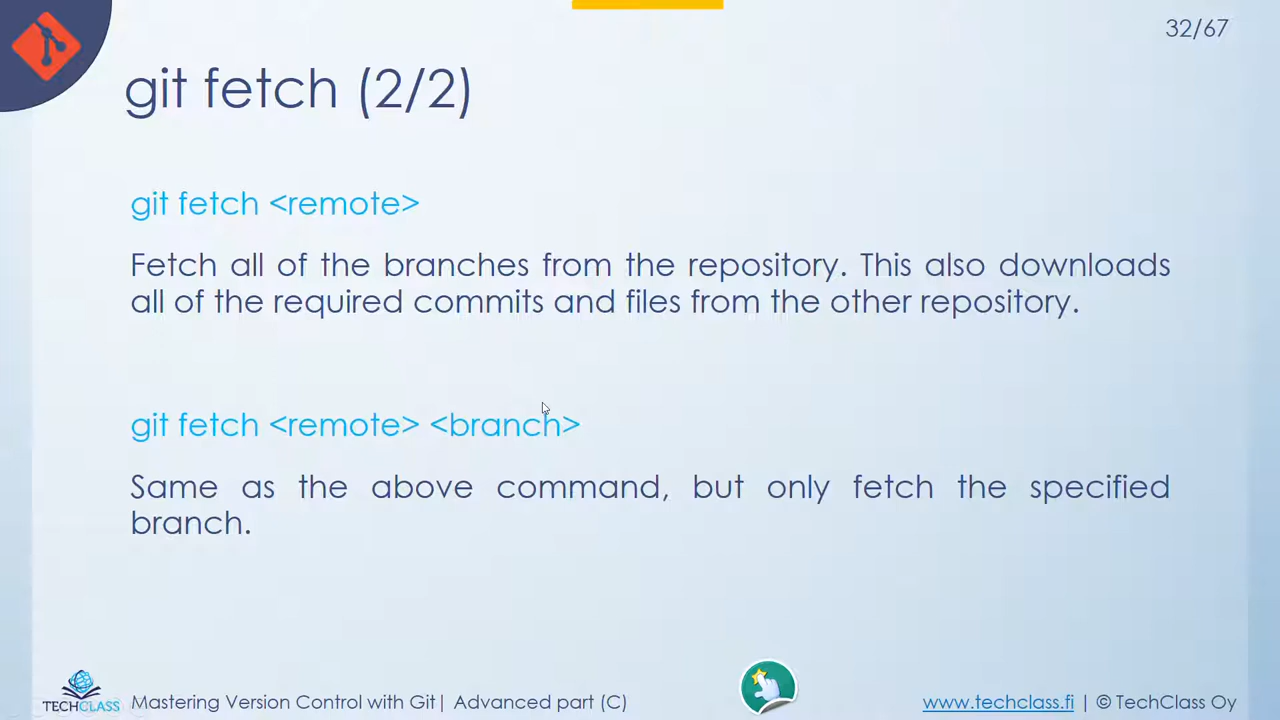 32/67
git fetch (2/2)
git fetch <remote>
Fetch all of the branches from the repository. This also downloads
all of the required commits and files from the other repository.
git fetch <remote> <branch>
Same as the above command, but only fetch the specified
branch.
TECHCLASS
Mastering Version Control with Git| Advanced part (C)
www.techclass.fi | © TechClass Oy